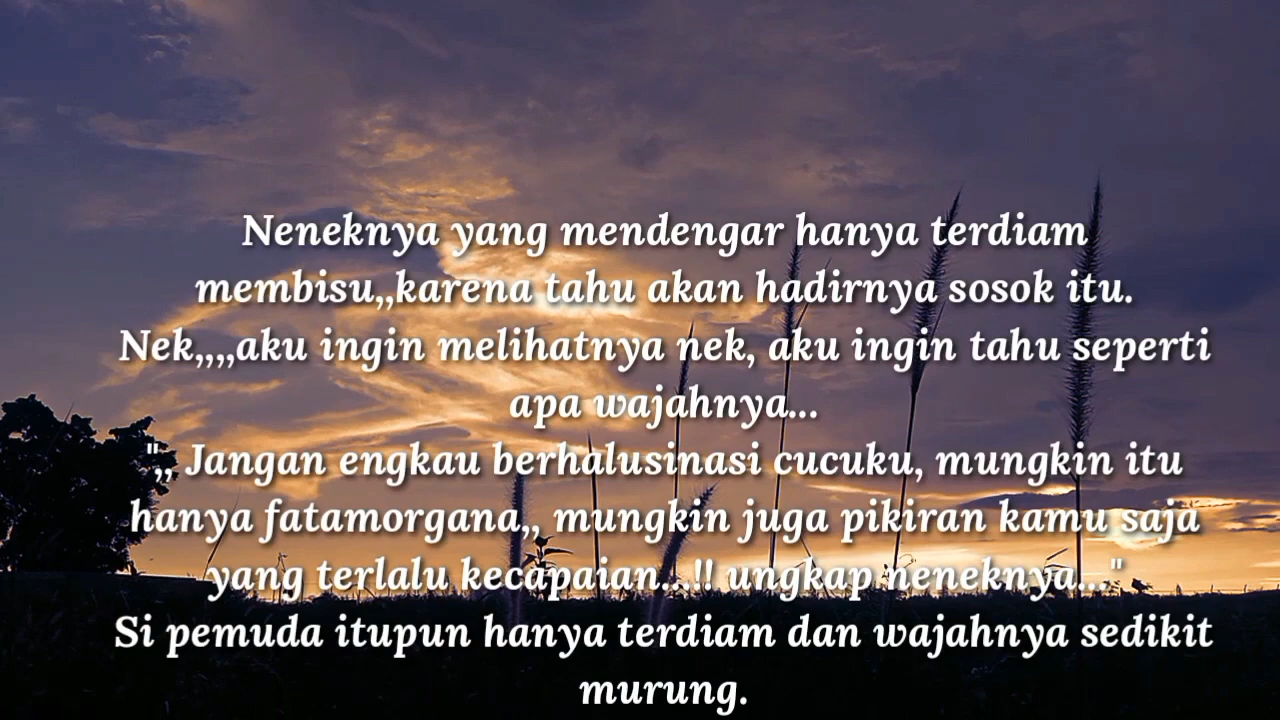 Neneknya yang mendengar hanya terdiam
membisu,,karena tahu akan hadirnya sosok itu.
Nek,,,,aku ingin melihatnya nek, aku ingin tahu seperti
apa wajahnya...
",, Jangan engkau berhalusinasi cucuku, mungkin itu
hanya fatamorgana,, mungkin juga pikiran kamu saja
yang terlalu kecapaian...!! ungkap neneknya..."
Si pemuda itupun hanya terdiam dan wajahnya sedikit
murung.